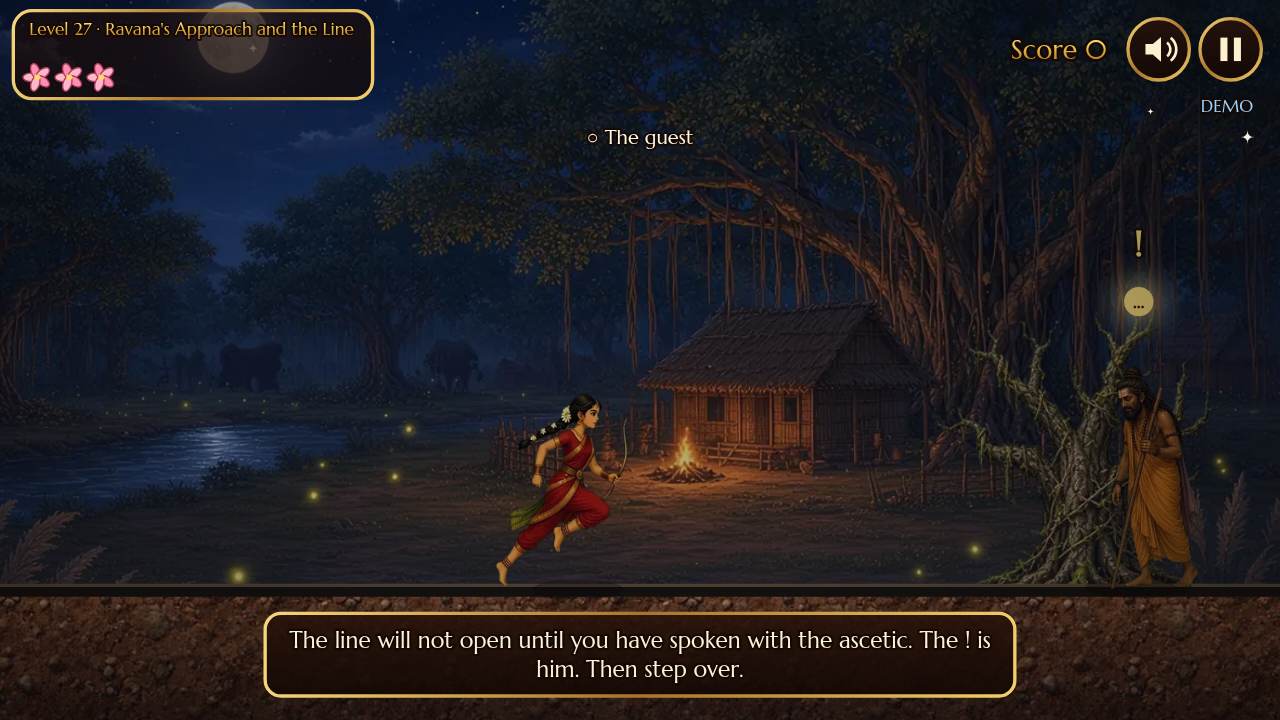 Level 27 · Ravana's Approach and the Line
Score 0
DEMO
○ The guest
!
...
The line will not open until you have spoken with the ascetic. The ! is
him. Then step over.